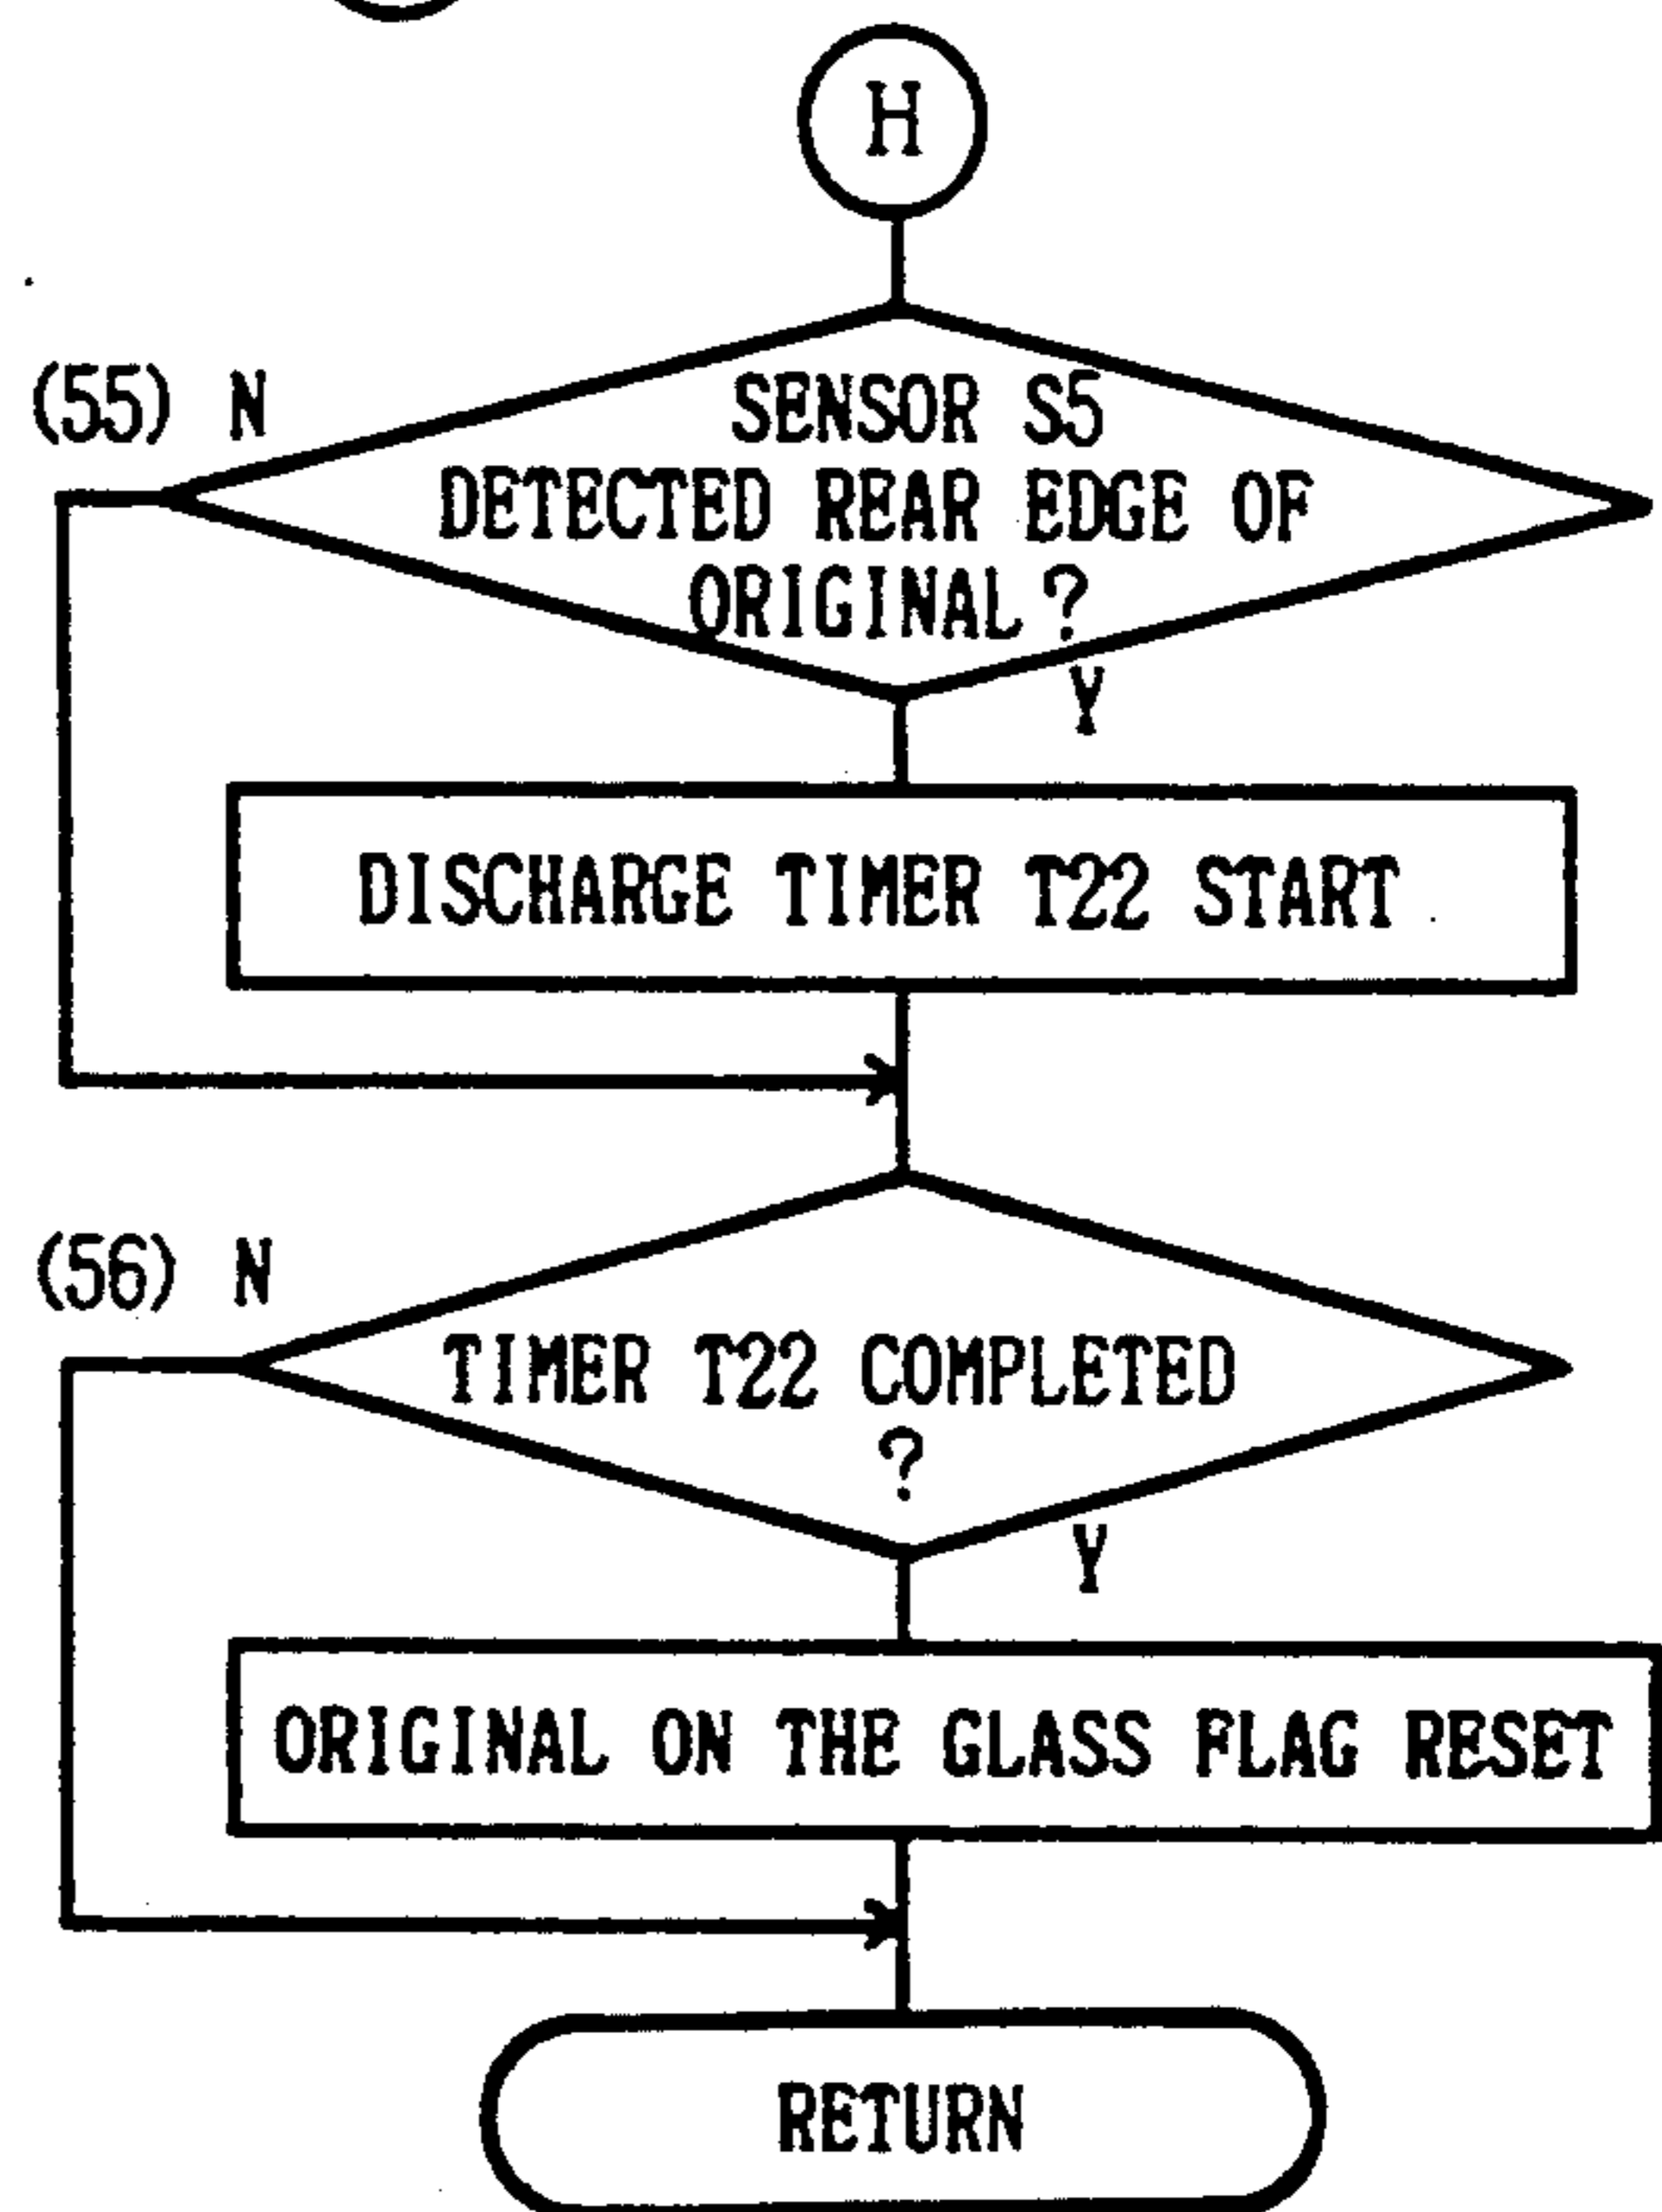 H
(55) N
SENSOR S5
DETECTED REAR EDGE OF
ORIGINAL?
Y
DISCHARGE TIMER T22 START
(56) N
TIMER T22 COMPLETED
?
Y
ORIGINAL ON THE GLASS FLAG RESET
RETURN